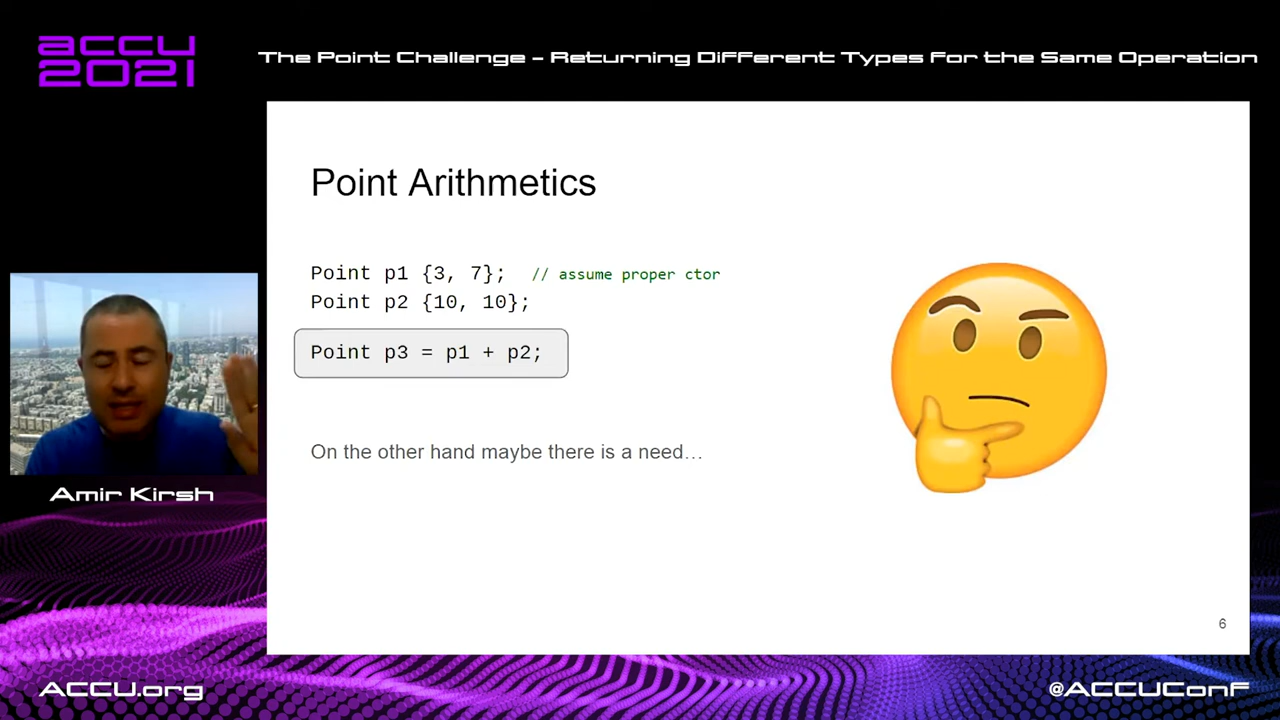 accu
2021
The Point Challenge – Returning Different Types for the Same Operation
Point Arithmetics
Point p1 {3, 7}; // assume proper ctor
Point p2 {10, 10};
Point p3 = p1 + p2;
On the other hand maybe there is a need…
Amir Kirsh
6
ACCU.org
@ACCUConf